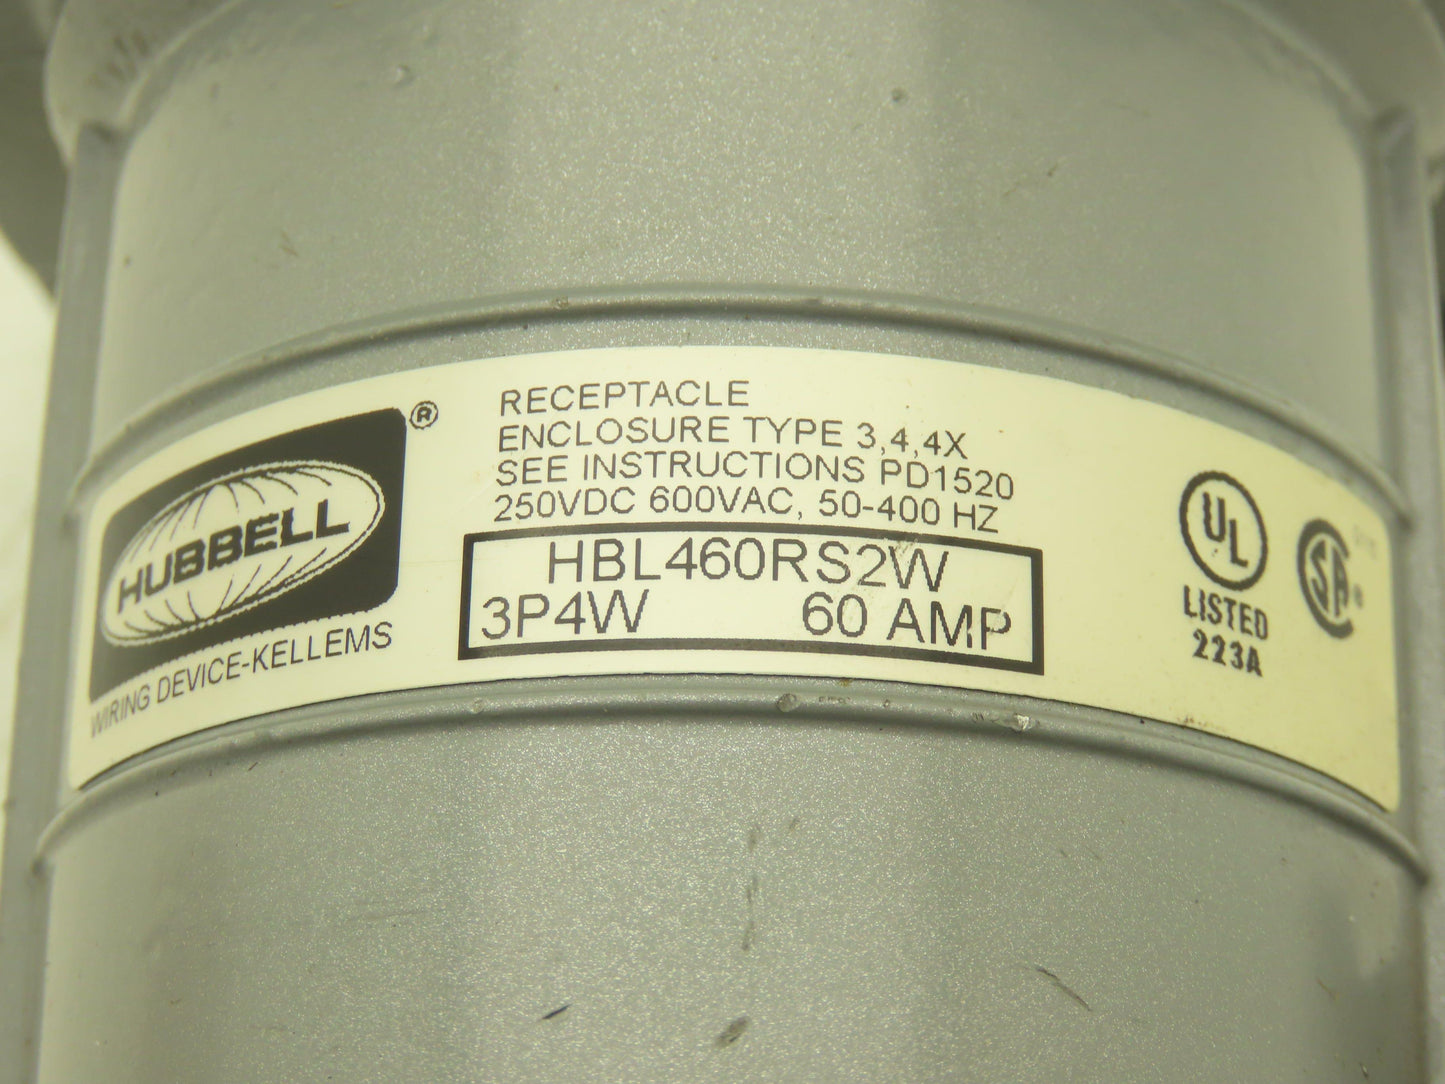 HUBBELL ®
WIRING DEVICE-KELLEMS
RECEPTACLE
ENCLOSURE TYPE 3,4,4X
SEE INSTRUCTIONS PD1520
250VDC 600VAC, 50-400 HZ
HBL460RS2W
3P4W 60 AMP
UL
LISTED
223A
SA ®